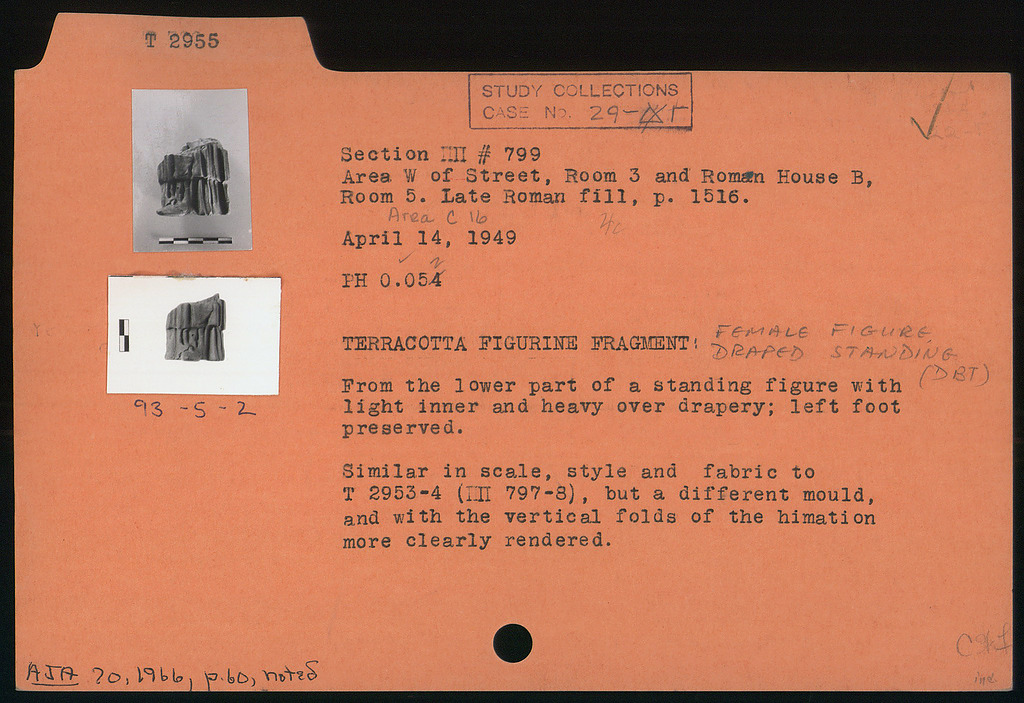 T 2955
STUDY COLLECTIONS
CASE No. 29-
Section ΠΠ # 799
Area W of Street, Room 3 and Roman House B,
Room 5. Late Roman fill, p. 1516.
Area C 16
April 14, 1949
PH 0.054
TERRACOTTA FIGURINE FRAGMENT: FEMALE FIGURE,
DRAPED STANDING
(DBT)
From the lower part of a standing figure with
light inner and heavy over drapery; left foot
preserved.
Similar in scale, style and fabric to
T 2953-4 (ΠΠ 797-8), but a different mould,
and with the vertical folds of the himation
more clearly rendered.
93 -5 -2
AJA 70, 1966, p.60, noted